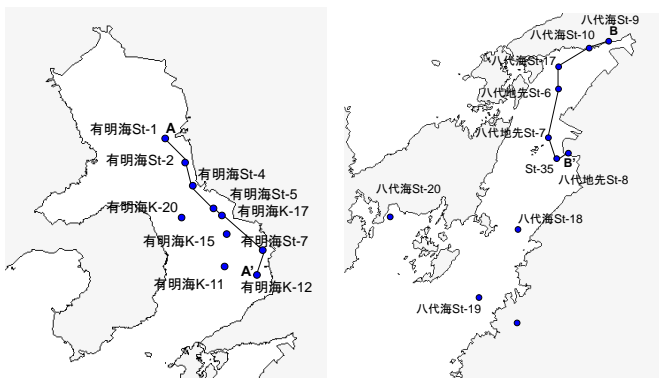 有明海St-1
A
有明海St-2
有明海St-4
有明海St-5
有明海K-20
有明海K-17
有明海K-15
有明海St-7
A'
有明海K-11
有明海K-12
八代海St-9
B
八代海St-10
八代海St-17
八代地先St-6
八代地先St-7
St-35
B'
八代地先St-8
八代海St-20
八代海St-18
八代海St-19